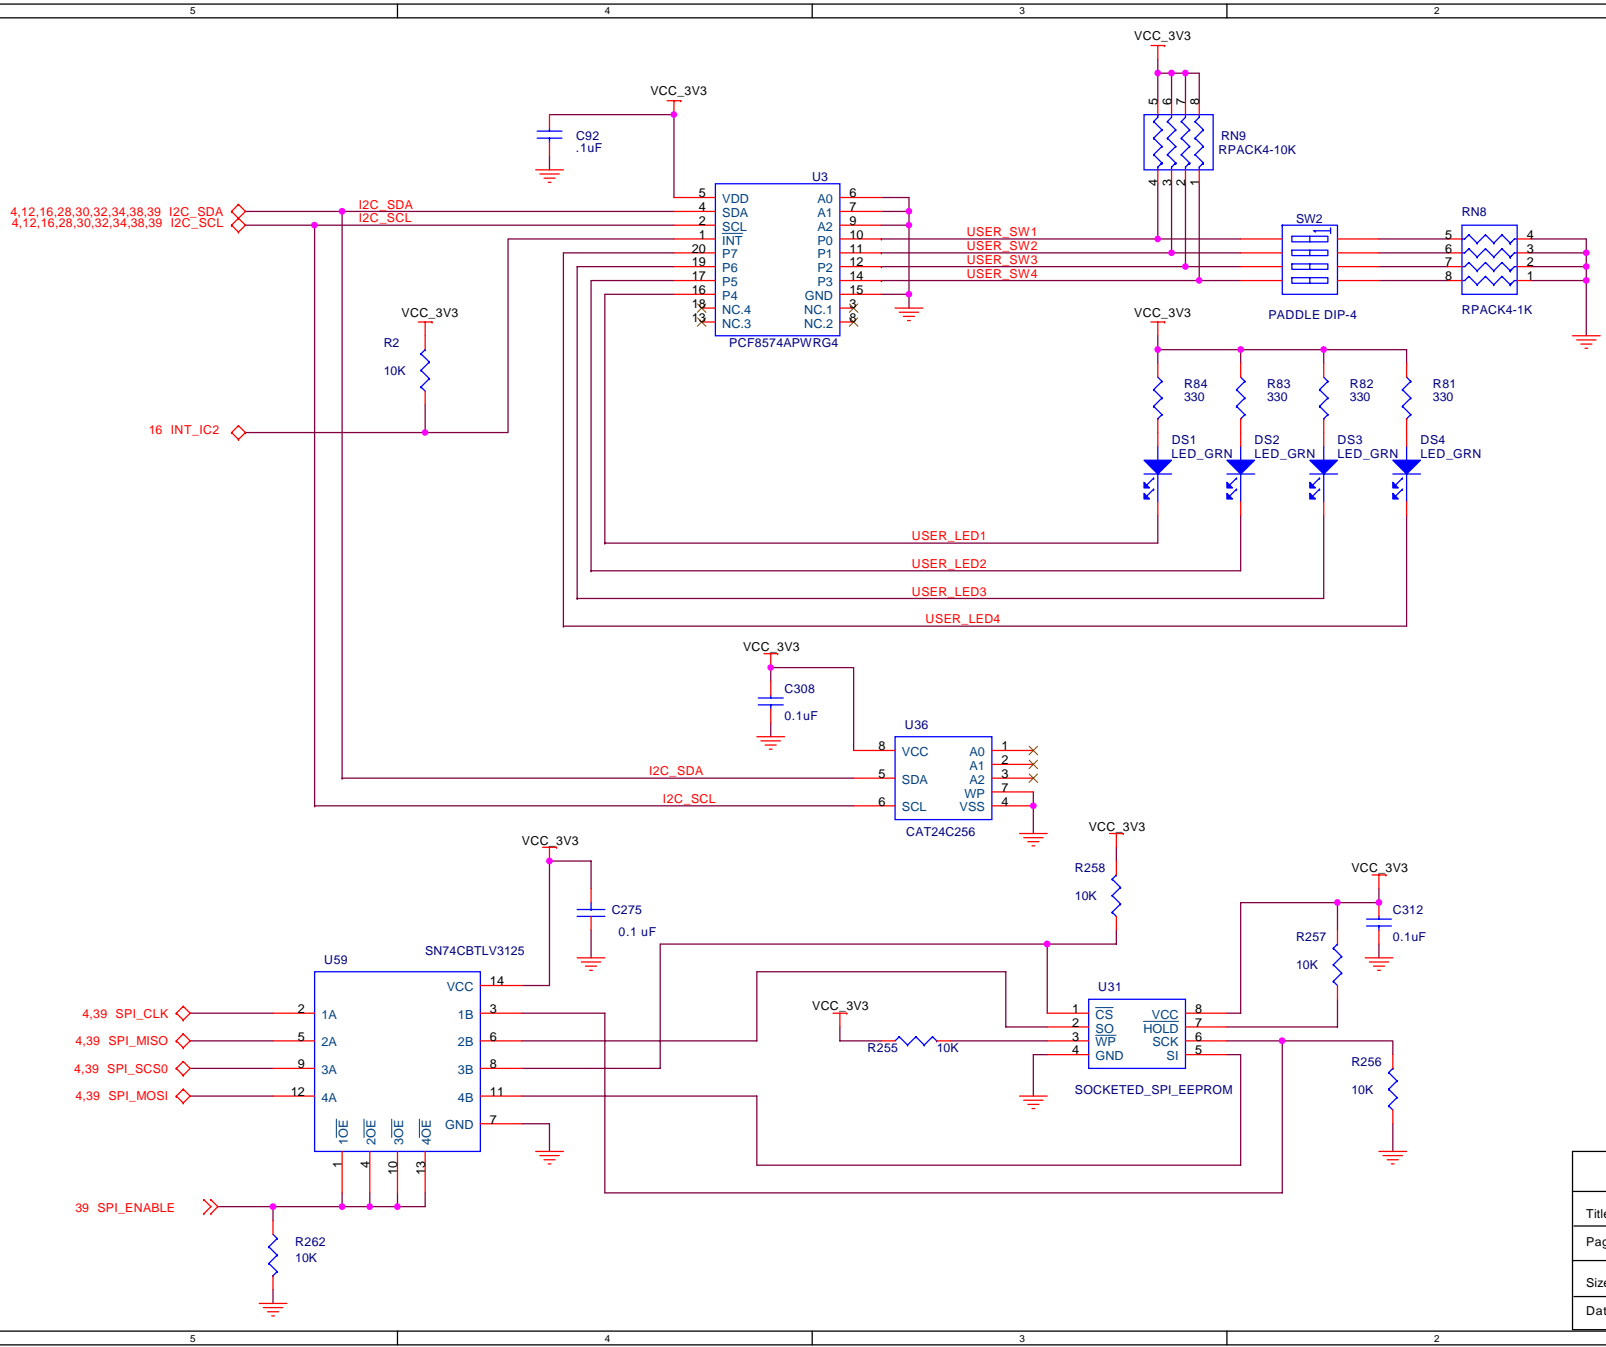 5 4 3 2
VCC_3V3
VCC_3V3
5 6 7 8
C92
.1uF
RN9
RPACK4-10K
4 3 2 1
U3
4,12,16,28,30,32,34,38,39 I2C_SDA
4,12,16,28,30,32,34,38,39 I2C_SCL
I2C_SDA
I2C_SCL
5 VDD A0 6
4 SDA A1 7
2 SCL A2 9
1 INT P0 10
20 P7 P1 11
19 P6 P2 12
17 P5 P3 14
16 P4 GND 15
18 NC.4 NC.1 3
13 NC.3 NC.2 8
PCF8574APWRG4
USER_SW1
USER_SW2
USER_SW3
USER_SW4
SW2
1
PADDLE DIP-4
RN8
5 4
6 3
7 2
8 1
RPACK4-1K
VCC_3V3
R2
10K
16 INT_IC2
VCC_3V3
R84
330
R83
330
R82
330
R81
330
DS1
LED_GRN
DS2
LED_GRN
DS3
LED_GRN
DS4
LED_GRN
USER_LED1
USER_LED2
USER_LED3
USER_LED4
VCC_3V3
C308
0.1uF
U36
8 VCC A0 1
A1 2
5 SDA A2 3
WP 7
6 SCL VSS 4
CAT24C256
I2C_SDA
I2C_SCL
VCC_3V3
C275
0.1 uF
VCC_3V3
R258
10K
VCC_3V3
C312
0.1uF
R257
10K
SN74CBTLV3125
U59
VCC 14
4,39 SPI_CLK 2 1A 1B 3
4,39 SPI_MISO 5 2A 2B 6
4,39 SPI_SCS0 9 3A 3B 8
4,39 SPI_MOSI 12 4A 4B 11
GND 7
1OE 2OE 3OE 4OE
1 4 10 13
39 SPI_ENABLE
R262
10K
VCC_3V3
R255 10K
U31
1 CS VCC 8
2 SO HOLD 7
3 WP SCK 6
4 GND SI 5
SOCKETED_SPI_EEPROM
R256
10K
Title
Pag
Size
Dat
5 4 3 2